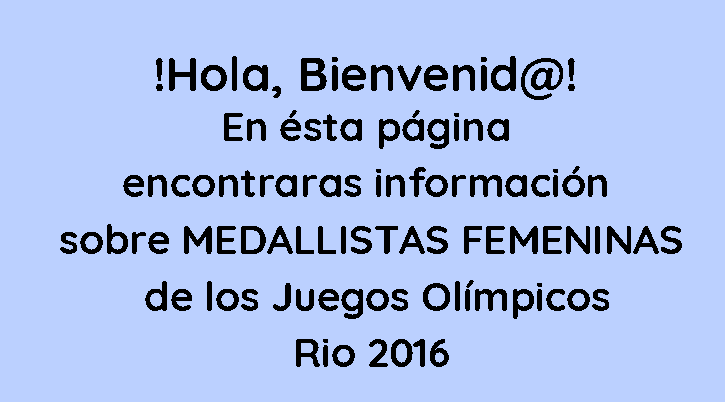 !Hola, Bienvenid@!
En ésta página
encontraras información
sobre MEDALLISTAS FEMENINAS
de los Juegos Olímpicos
Rio 2016